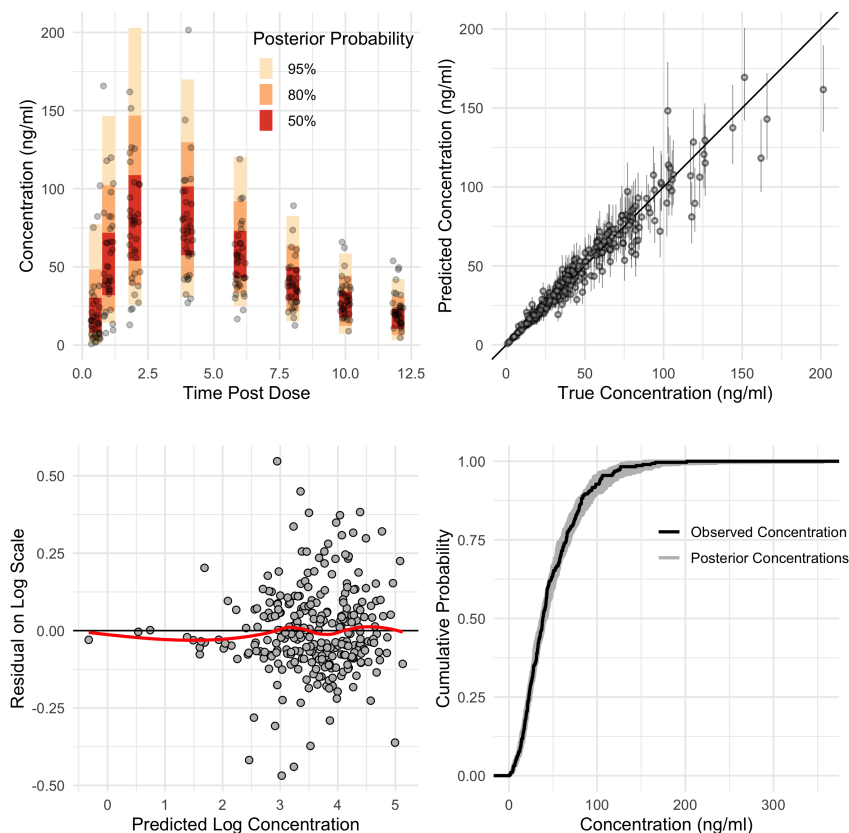 Posterior Probability
95%
80%
50%
200
150
100
50
0
Concentration (ng/ml)
0.0 2.5 5.0 7.5 10.0 12.5
Time Post Dose
200
150
100
50
0
Predicted Concentration (ng/ml)
0 50 100 150 200
True Concentration (ng/ml)
0.50
0.25
0.00
-0.25
-0.50
Residual on Log Scale
0 1 2 3 4 5
Predicted Log Concentration
1.00
0.75
0.50
0.25
0.00
Cumulative Probability
Observed Concentration
Posterior Concentrations
0 100 200 300
Concentration (ng/ml)